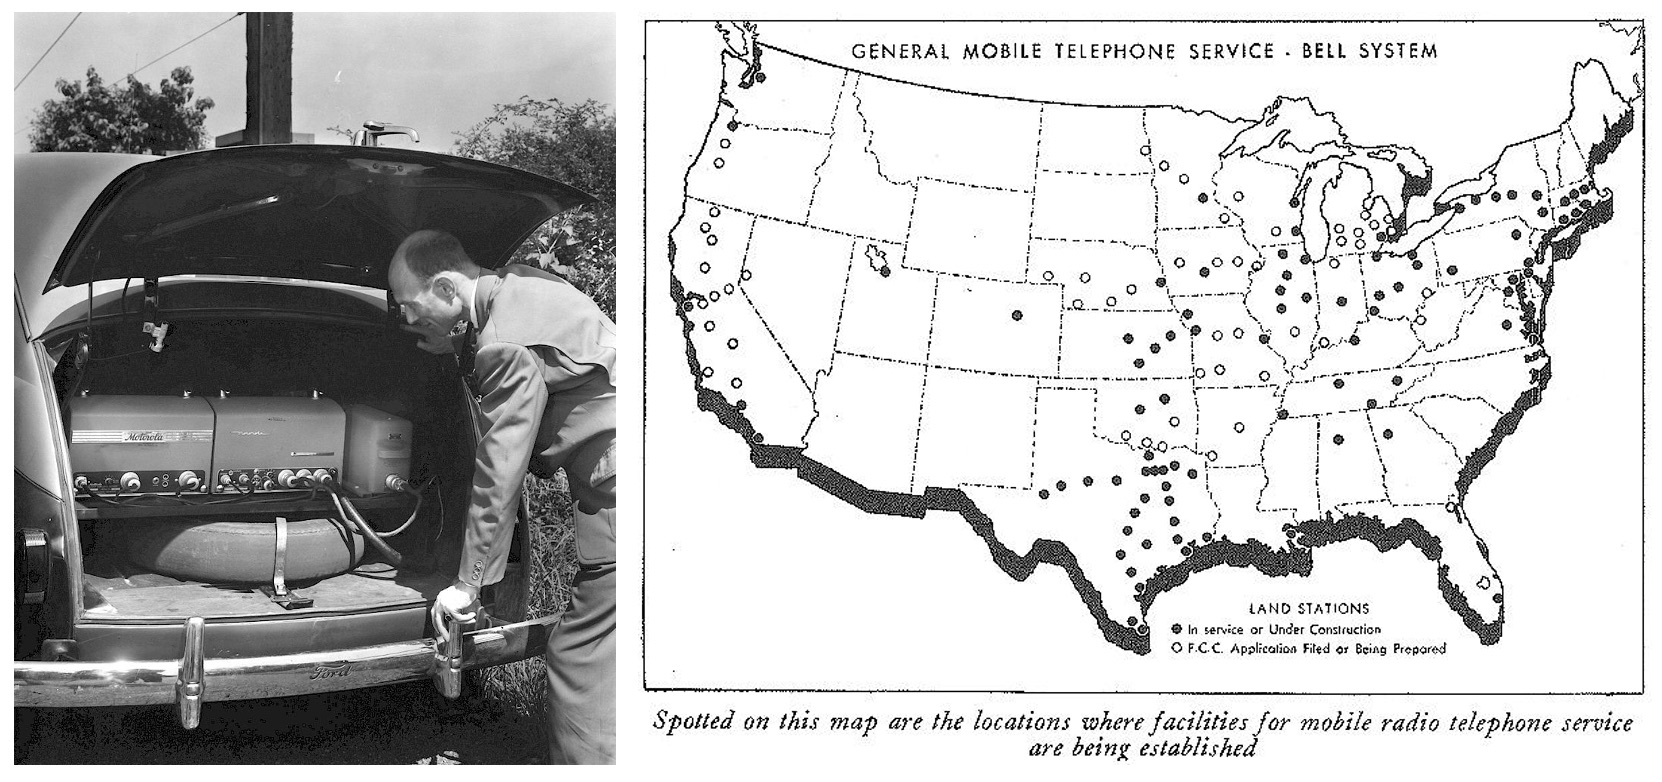 Motorola
Ford
GENERAL MOBILE TELEPHONE SERVICE - BELL SYSTEM
LAND STATIONS
In service or Under Construction
F.C.C. Application Filed or Being Prepared
Spotted on this map are the locations where facilities for mobile radio telephone service
are being established